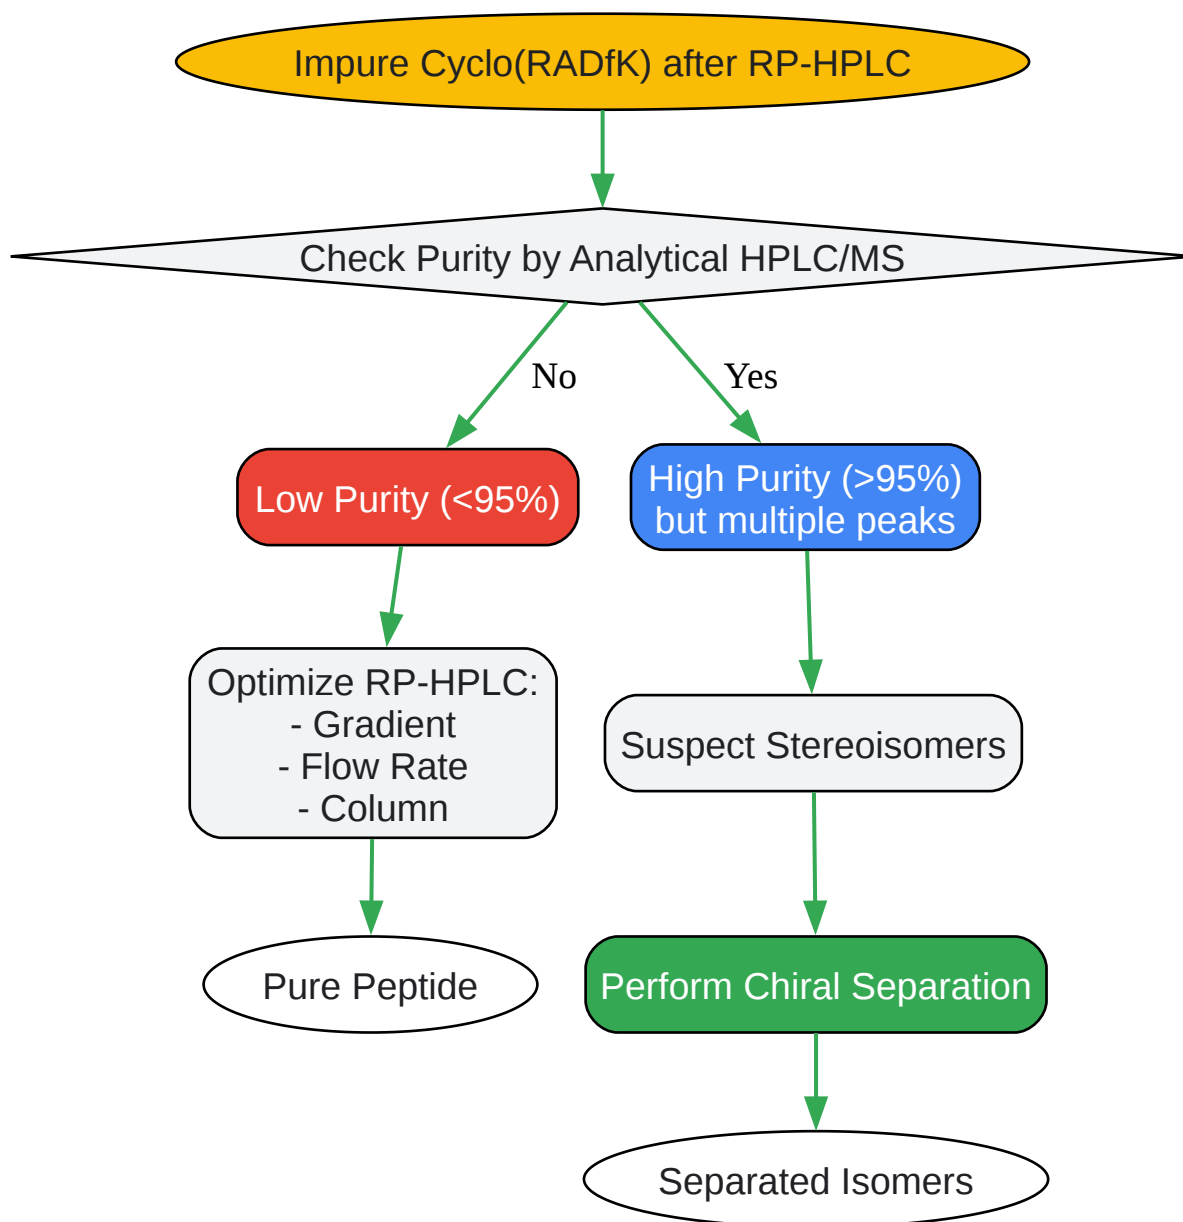 Impure Cyclo(RADfK) after RP-HPLC
Check Purity by Analytical HPLC/MS
No
Yes
Low Purity (<95%)
High Purity (>95%)
but multiple peaks
Optimize RP-HPLC:
- Gradient
- Flow Rate
- Column
Suspect Stereoisomers
Pure Peptide
Perform Chiral Separation
Separated Isomers